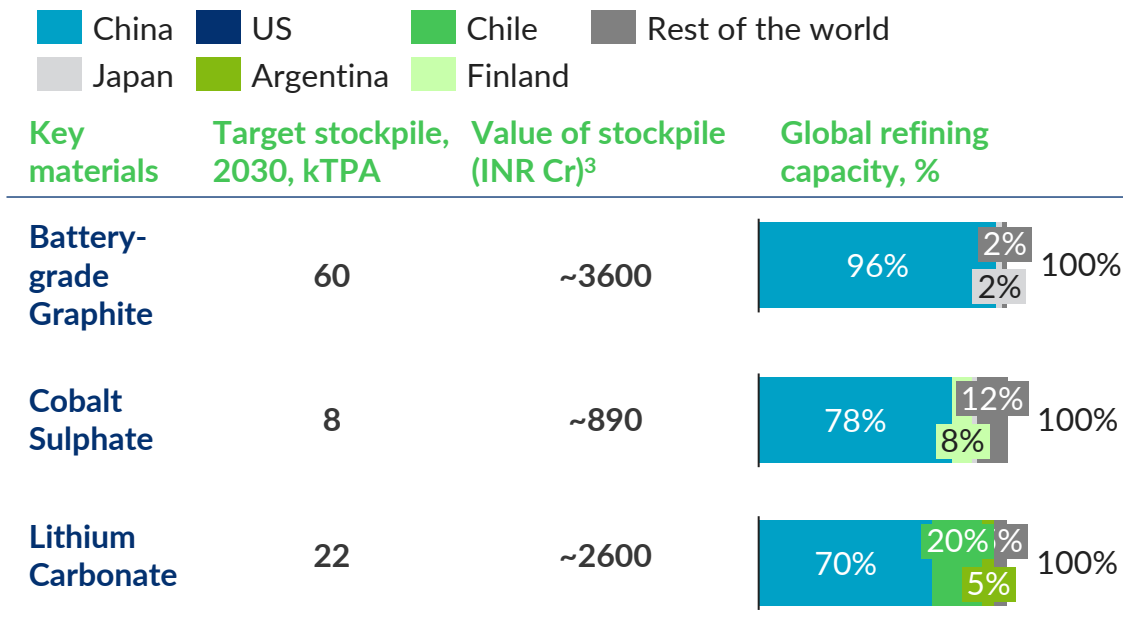 China US Chile Rest of the world
Japan Argentina Finland
Key materials
Target stockpile, 2030, kTPA
Value of stockpile (INR Cr)³
Global refining capacity, %
Battery-
grade
Graphite
60
~3600
96%
2%
2%
100%
Cobalt
Sulphate
8
~890
78%
12%
8%
100%
Lithium
Carbonate
22
~2600
70%
20%
%
5%
100%